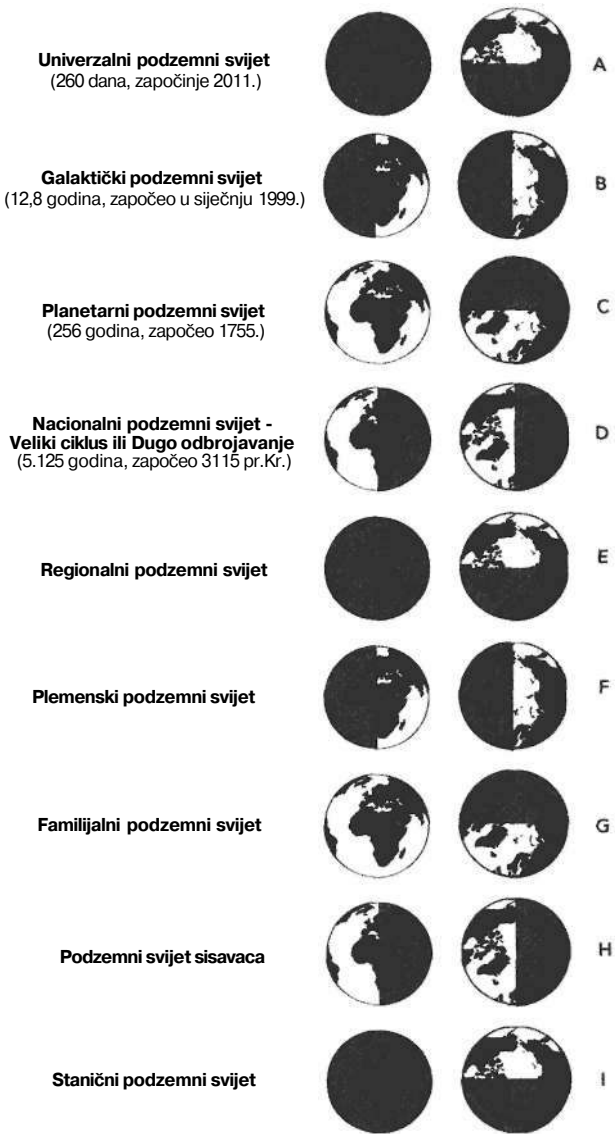 Univerzalni podzemni svijet
(260 dana, započinje 2011.)
A
Galaktički podzemni svijet
(12,8 godina, započeo u siječnju 1999.)
B
Planetarni podzemni svijet
(256 godina, započeo 1755.)
C
Nacionalni podzemni svijet -
Veliki ciklus ili Dugo odbrojavanje
(5.125 godina, započeo 3115 pr.Kr.)
D
Regionalni podzemni svijet
E
Plemenski podzemni svijet
F
Familijalni podzemni svijet
G
Podzemni svijet sisavaca
H
Stanični podzemni svijet
I